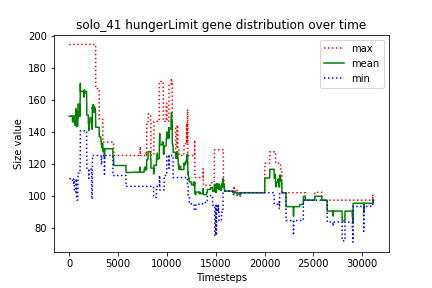 solo_41 hungerLimit gene distribution over time
Size value
200
180
160
140
120
100
80
max
mean
min
0 5000 10000 15000 20000 25000 30000
Timesteps